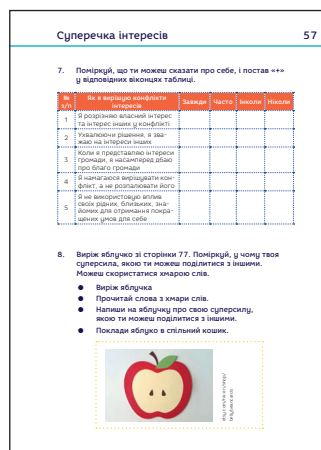 Суперечка інтересів 57
7. Поміркуй, що ти можеш сказати про себе, і постав «+»
у відповідних віконцях таблиці.
№ з/п Як я вирішую конфлікти інтересів Завжди Часто Інколи Ніколи
1 Я розрізняю власний інтерес
та інтерес інших у конфлікті
2 Ухвалюючи рішення, я зва-
жаю на інтереси інших
3 Коли я представляю інтереси
громади, я насамперед дбаю
про благо громади
4 Я намагаюся вирішувати кон-
флікт, а не розпалювати його
5 Я не використовую вплив
своїх рідних, близьких, зна-
йомих для отримання покра-
щених умов для себе
8. Виріж яблучко зі сторінки 77. Поміркуй, у чому твоя
суперсила, якою ти можеш поділитися з іншими.
Можеш скористатися хмарою слів.
● Виріж яблучка
● Прочитай слова з хмари слів.
● Напиши на яблучку про свою суперсилу,
якою ти можеш поділитися з іншими.
● Поклади яблуко в спільний кошик.